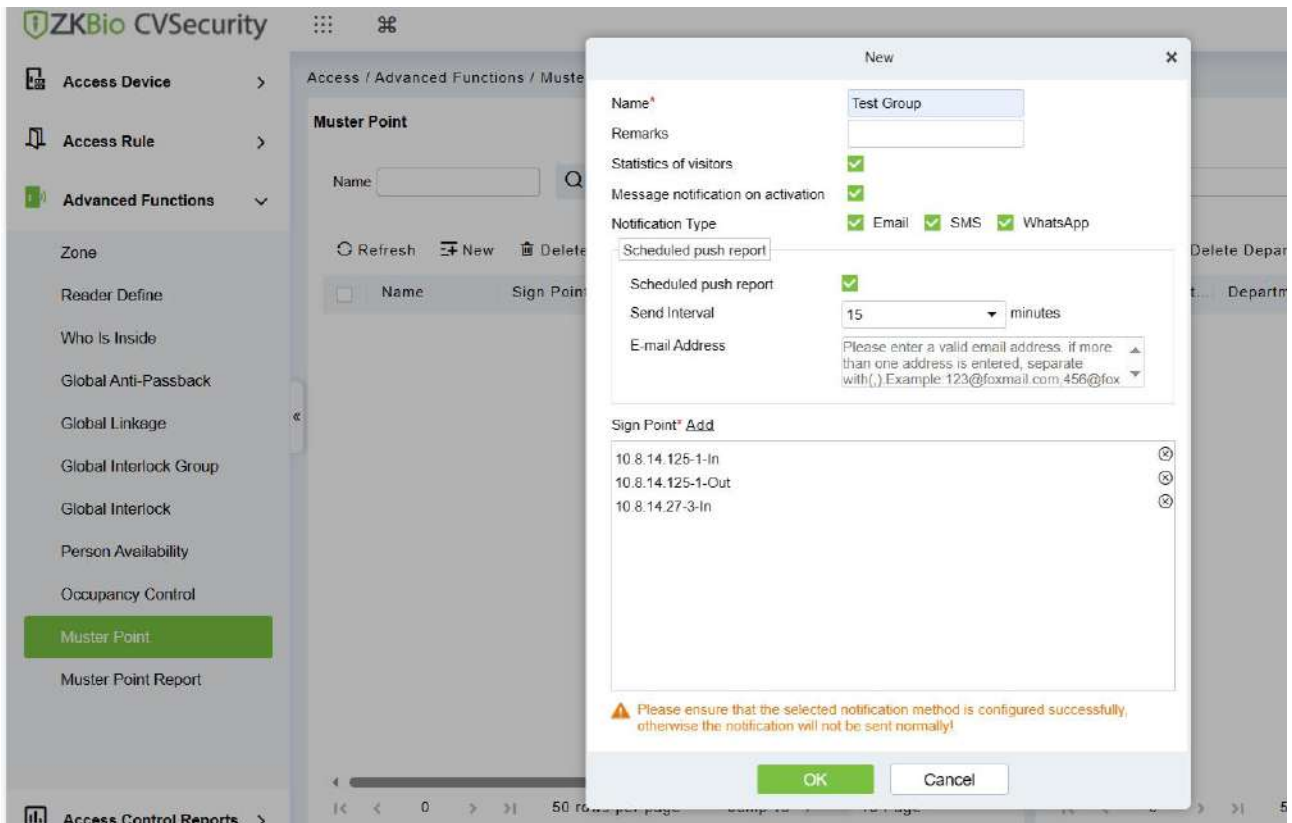 ZKBio CVSecurity
Access Device
Access Rule
Advanced Functions
Zone
Reader Define
Who Is Inside
Global Anti-Passback
Global Linkage
Global Interlock Group
Global Interlock
Person Availability
Occupancy Control
Muster Point
Muster Point Report
Access Control Reports
Access / Advanced Functions / Muste
Muster Point
Name
Refresh New Delete
Name Sign Point
0 50
Delete Depar
t... Departm
New
Name* Test Group
Remarks
Statistics of visitors
Message notification on activation
Notification Type Email SMS WhatsApp
Scheduled push report
Scheduled push report
Send Interval 15 minutes
E-mail Address Please enter a valid email address. if more
than one address is entered, separate
with(,).Example:123@foxmail.com,456@fox
Sign Point* Add
10.8.14.125-1-In
10.8.14.125-1-Out
10.8.14.27-3-In
Please ensure that the selected notification method is configured successfully,
otherwise the notification will not be sent normally!
OK Cancel